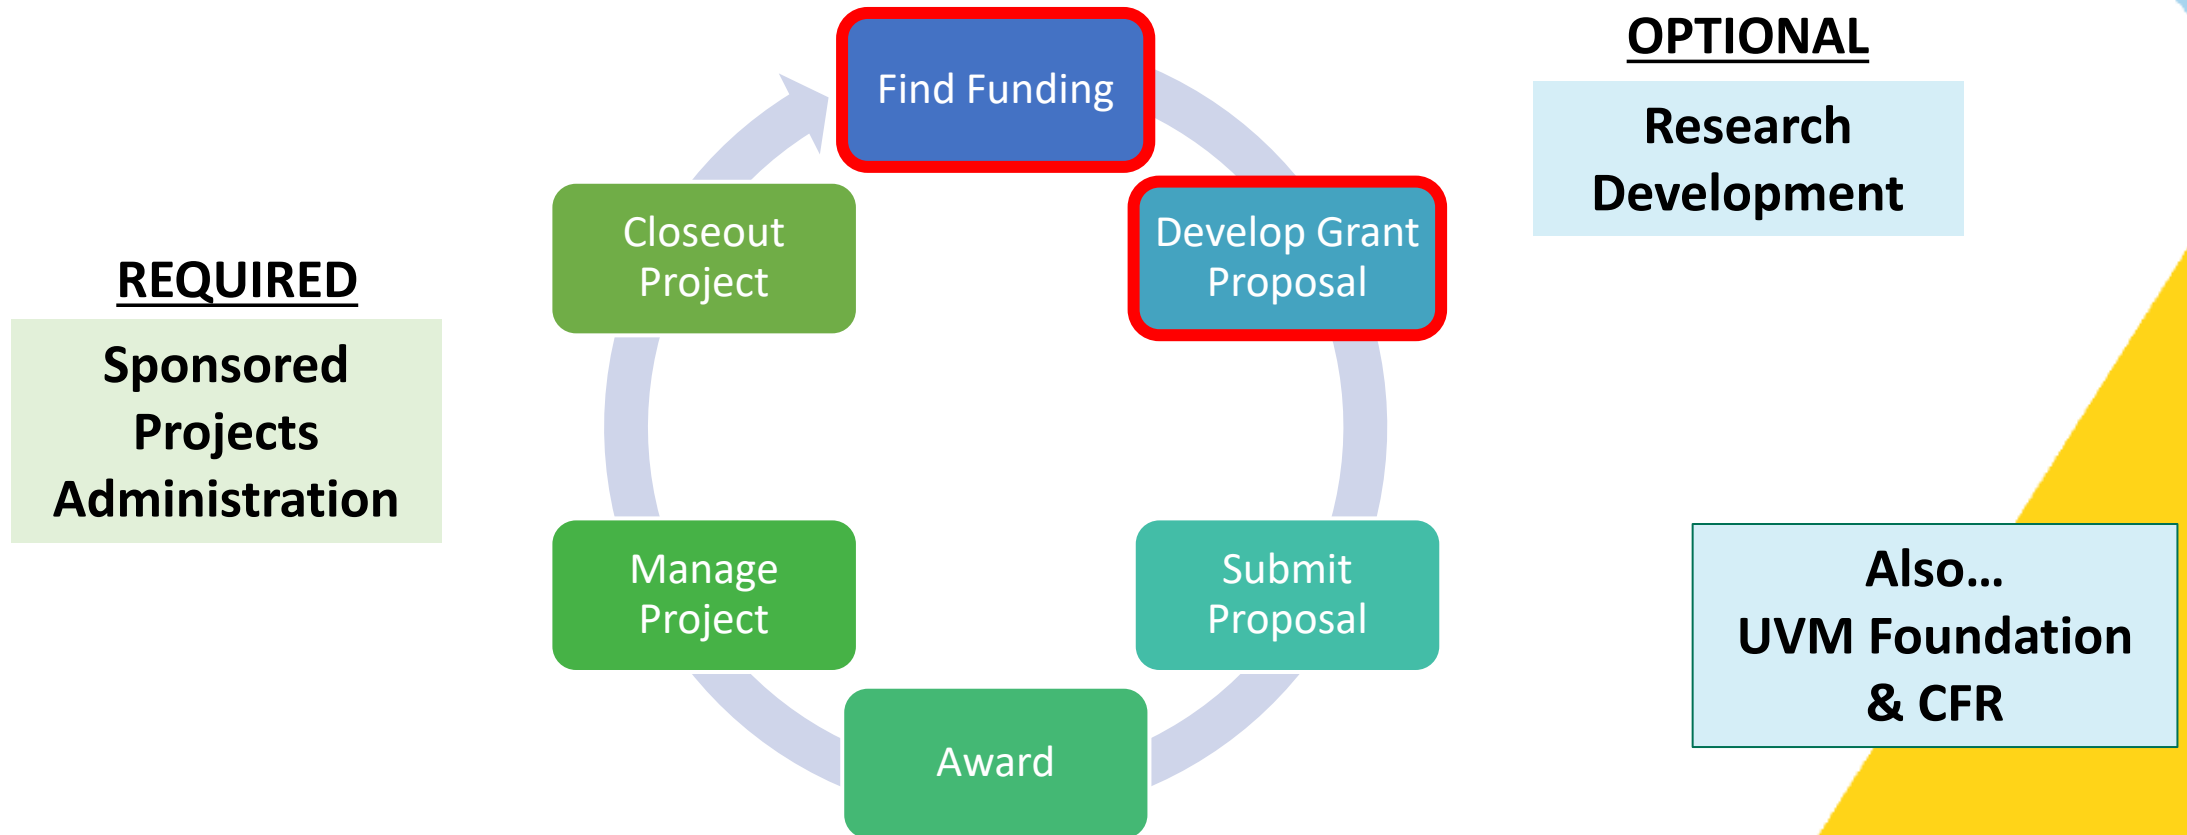 Find Funding
Develop Grant
Proposal
Submit
Proposal
Award
Manage
Project
Closeout
Project
REQUIRED
Sponsored
Projects
Administration
OPTIONAL
Research
Development
Also…
UVM Foundation
& CFR